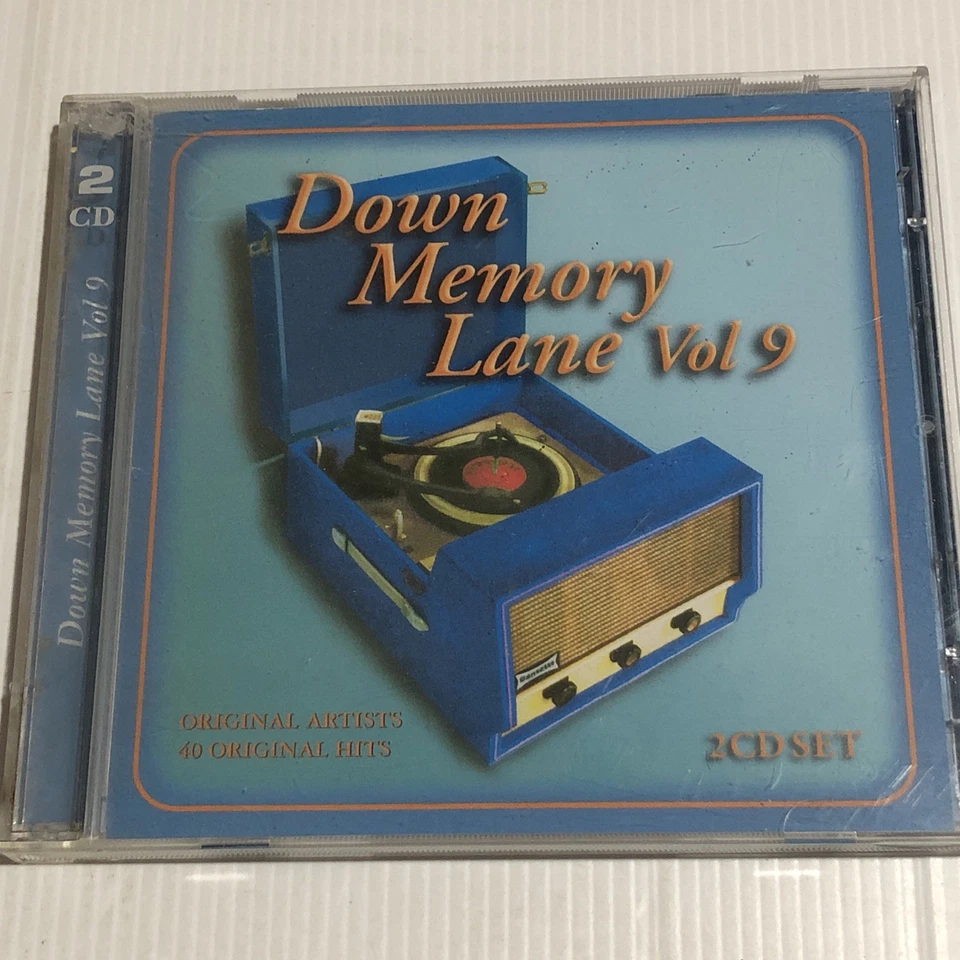 2
CD
Down Memory Lane Vol 9
Down
Memory
Lane Vol 9
ORIGINAL ARTISTS
40 ORIGINAL HITS
2CD SET